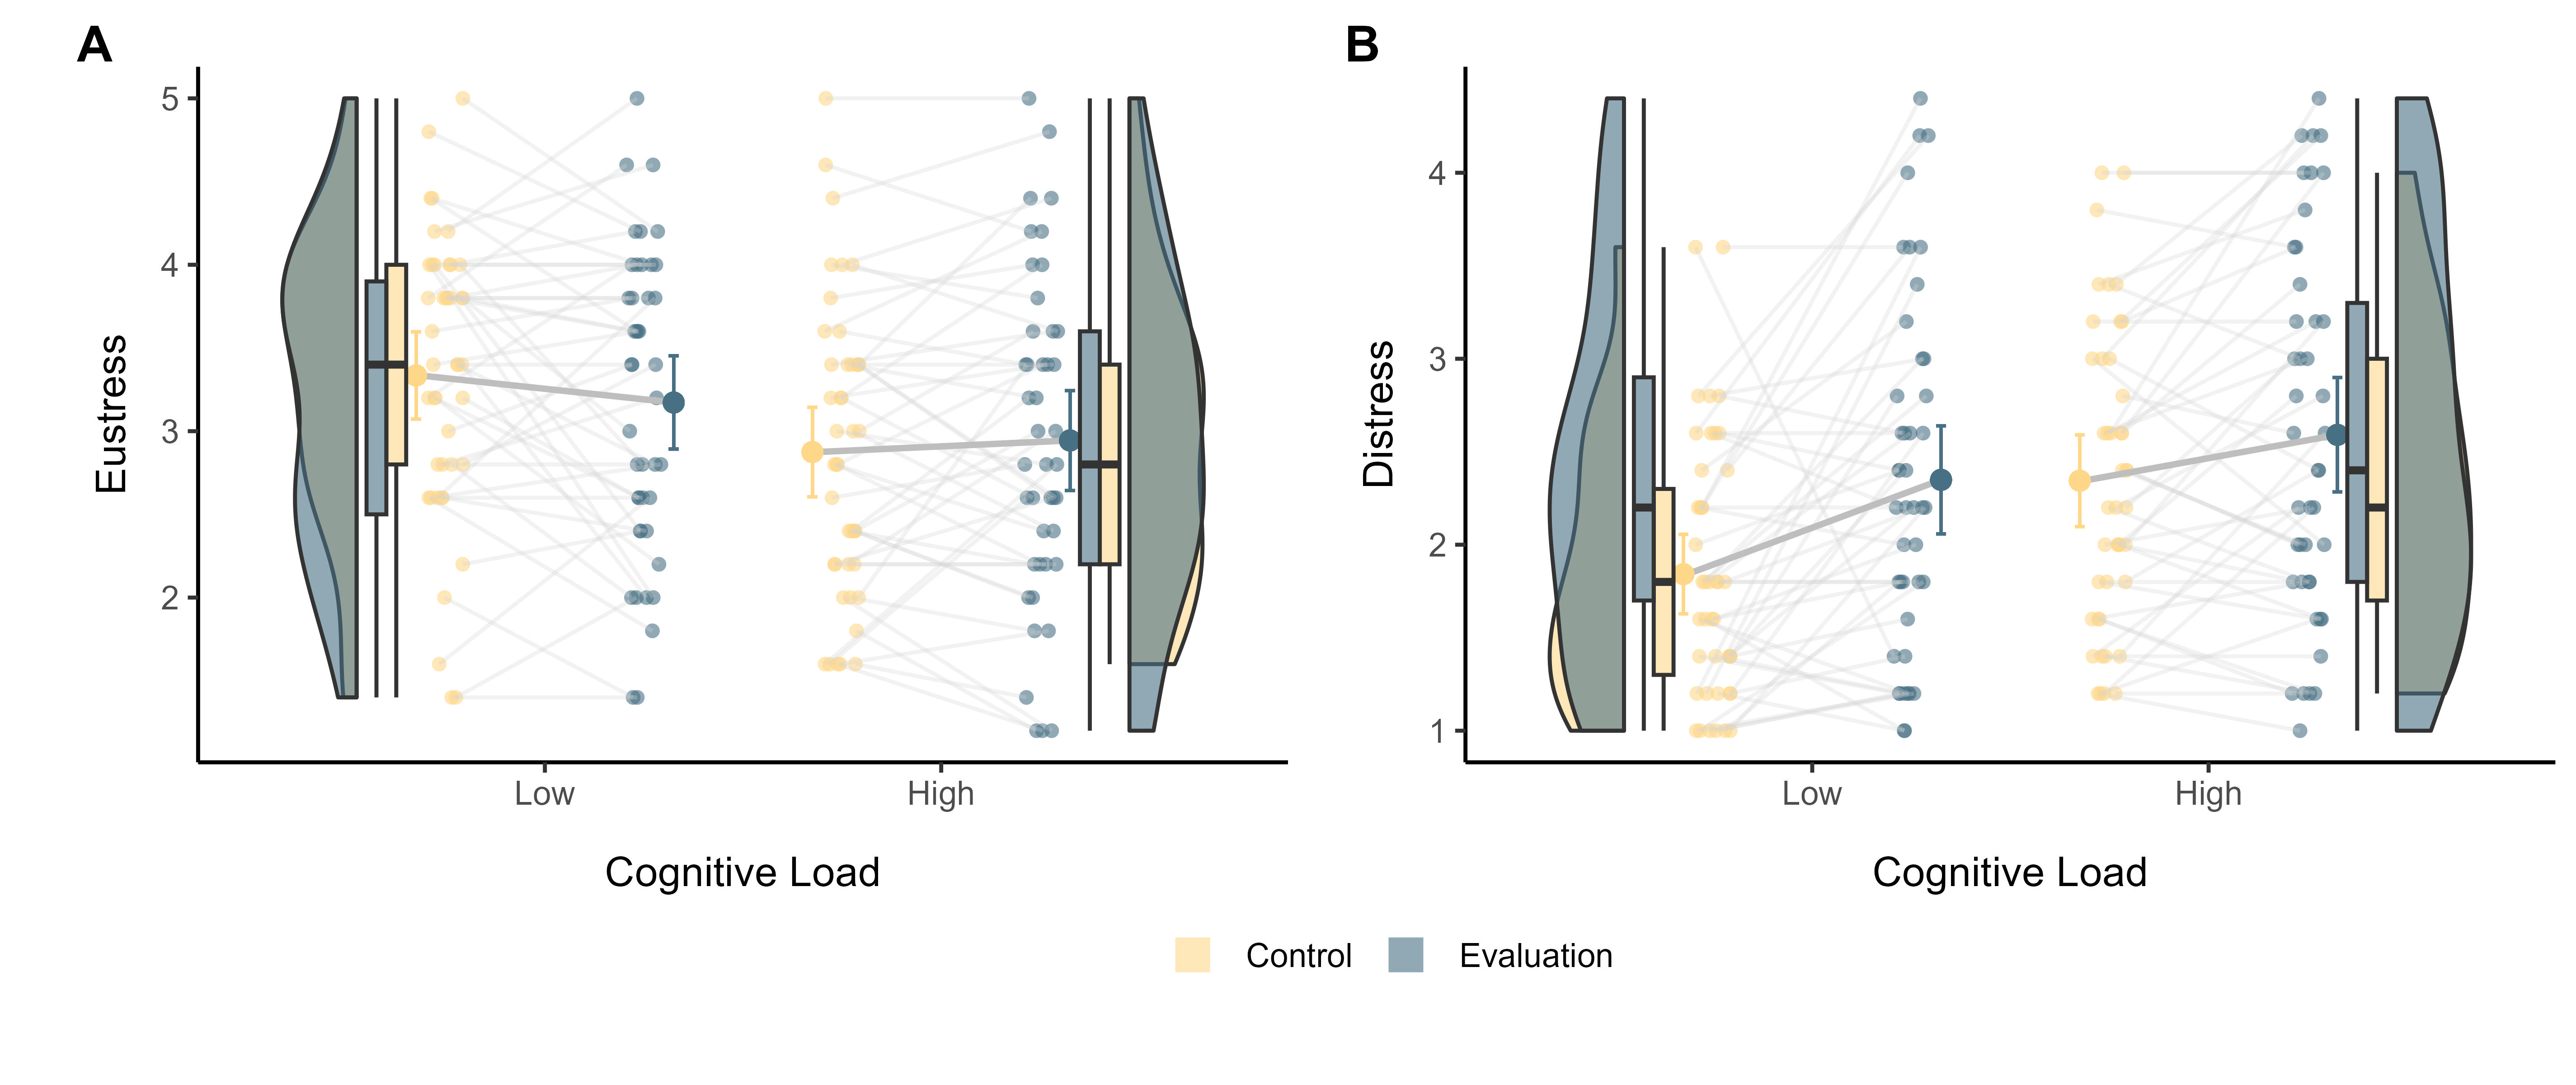 A
B
5
4
3
2
Eustress
Low
High
Cognitive Load
4
3
2
1
Distress
Low
High
Cognitive Load
Control
Evaluation